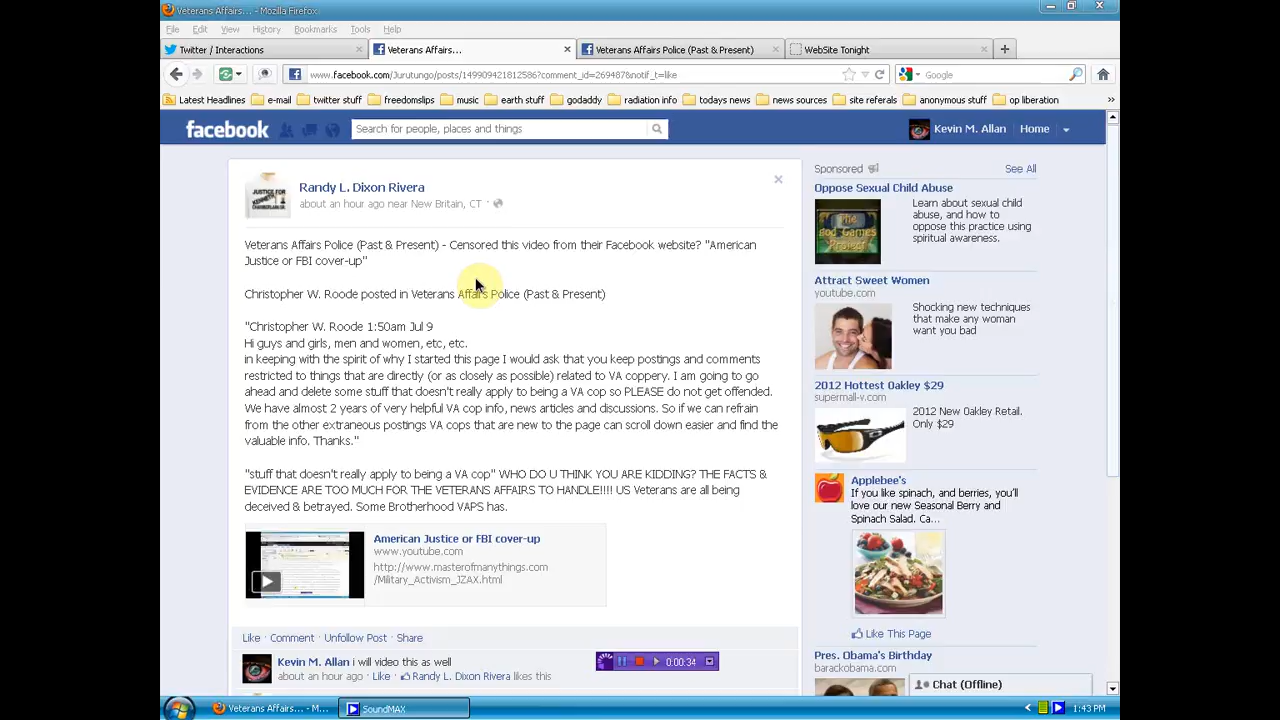 Veterans Affairs... - Mozilla Firefox
File Edit View History Bookmarks Tools Help
Twitter / Interactions
Veterans Affairs...
Veterans Affairs Police (Past & Present)
WebSite Tonight
www.facebook.com/Jurutungo/posts/149909421812586?comment_id=269487&notif_t=like
Google
Latest Headlines e-mail twitter stuff freedomslips music earth stuff godaddy radiation info todays news news sources site referals anonymous stuff op liberation
facebook
Search for people, places and things
Kevin M. Allan Home
Randy L. Dixon Rivera
about an hour ago near New Britain, CT ·
Veterans Affairs Police (Past & Present) - Censored this video from their Facebook website? "American
Justice or FBI cover-up"
Christopher W. Roode posted in Veterans Affairs Police (Past & Present)
"Christopher W. Roode 1:50am Jul 9
Hi guys and girls, men and women, etc, etc.
in keeping with the spirit of why I started this page I would ask that you keep postings and comments
restricted to things that are directly (or as closely as possible) related to VA coppery. I am going to go
ahead and delete some stuff that doesn't really apply to being a VA cop so PLEASE do not get offended.
We have almost 2 years of very helpful VA cop info, news articles and discussions. So if we can refrain
from the other extraneous postings VA cops that are new to the page can scroll down easier and find the
valuable info. Thanks."
"stuff that doesn't really apply to being a VA cop" WHO DO U THINK YOU ARE KIDDING? THE FACTS &
EVIDENCE ARE TOO MUCH FOR THE VETERANS AFFAIRS TO HANDLE!!!! US Veterans are all being
deceived & betrayed. Some Brotherhood VAPS has.
American Justice or FBI cover-up
www.youtube.com
http://www.masterofmanythings.com
/Military_Activism_JZAX.html
Like · Comment · Unfollow Post · Share
Kevin M. Allan i will video this as well
about an hour ago · Like · Randy L. Dixon Rivera likes this
0:00:34
Sponsored
See All
Oppose Sexual Child Abuse
The
god Games
Project
Learn about sexual child
abuse, and how to
oppose this practice using
spiritual awareness.
Attract Sweet Women
youtube.com
Shocking new techniques
that make any woman
want you bad
2012 Hottest Oakley $29
supermall-v.com
2012 New Oakley Retail.
Only $29
Applebee's
If you like spinach, and berries, you'll
love our new Seasonal Berry and
Spinach Salad. Ca...
Like This Page
Pres. Obama's Birthday
barackobama.com
Chat (Offline)
Veterans Affairs... - M...
SoundMAX
1:43 PM